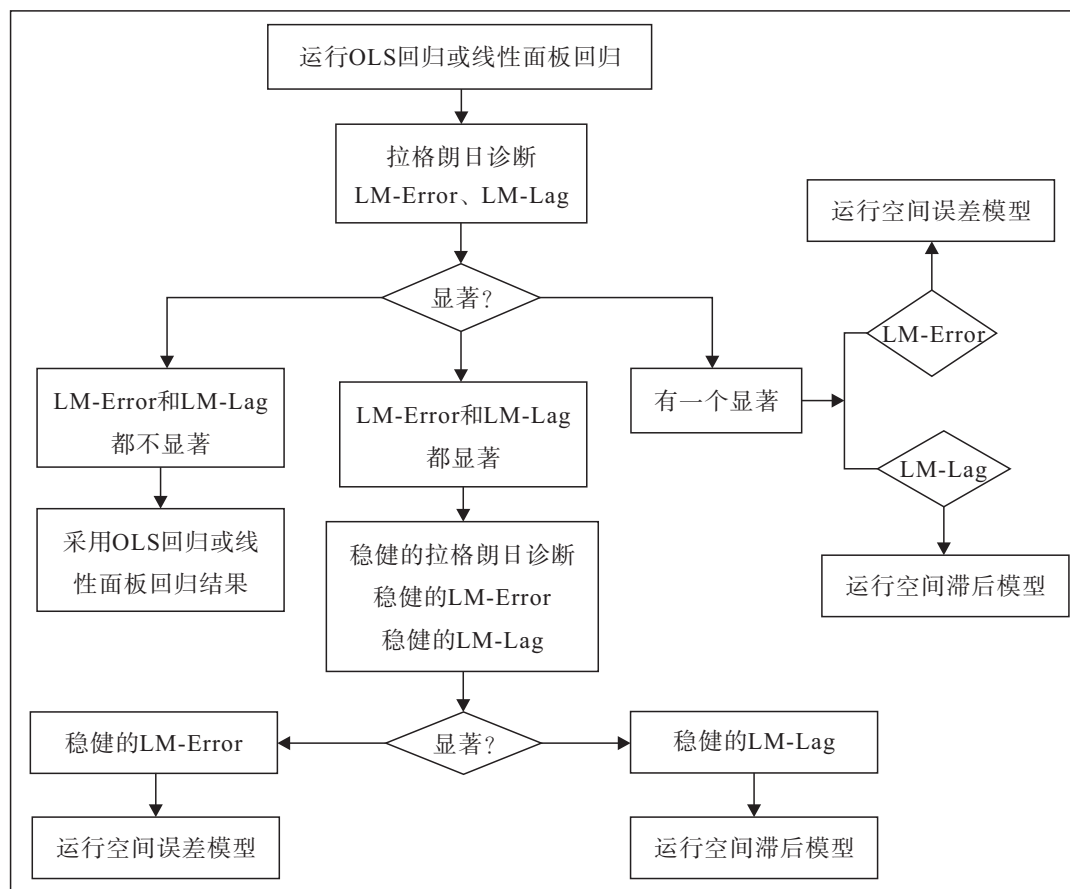 运行OLS回归或线性面板回归
拉格朗日诊断
LM-Error、LM-Lag
显著？
运行空间误差模型
LM-Error
有一个显著
LM-Lag
运行空间滞后模型
LM-Error和LM-Lag
都不显著
采用OLS回归或线
性面板回归结果
LM-Error和LM-Lag
都显著
稳健的拉格朗日诊断
稳健的LM-Error
稳健的LM-Lag
显著？
稳健的LM-Error
运行空间误差模型
稳健的LM-Lag
运行空间滞后模型